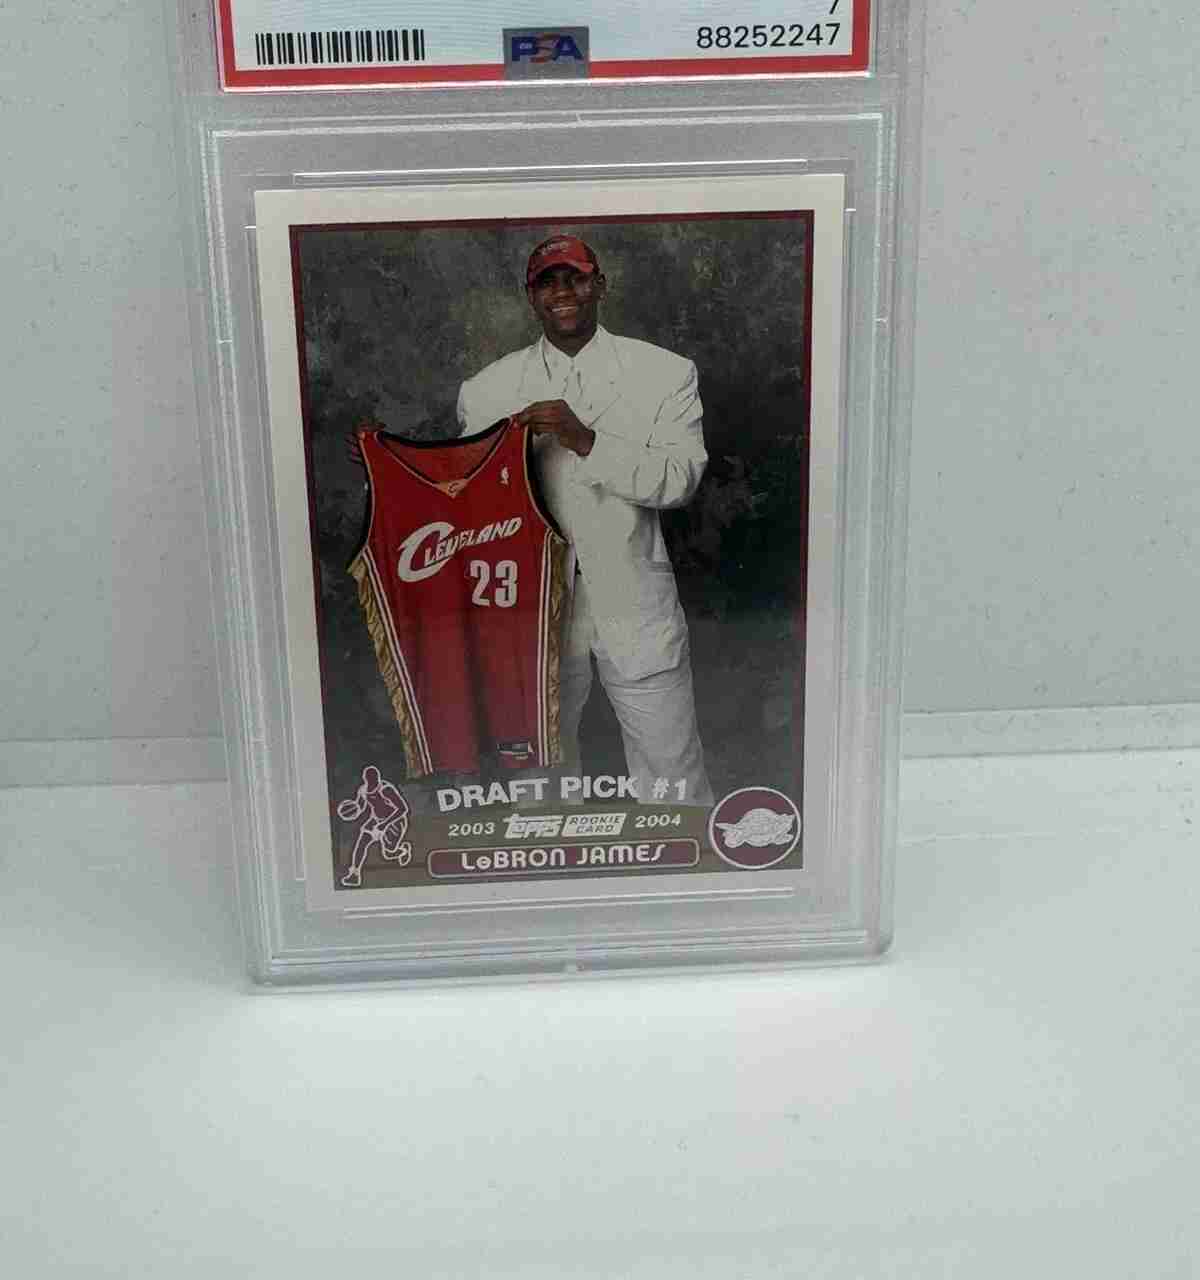 7
PSA
88252247
CLEVELAND
23
DRAFT PICK #1
2003 TOPPS ROOKIE CARD 2004
LeBRON JAMES